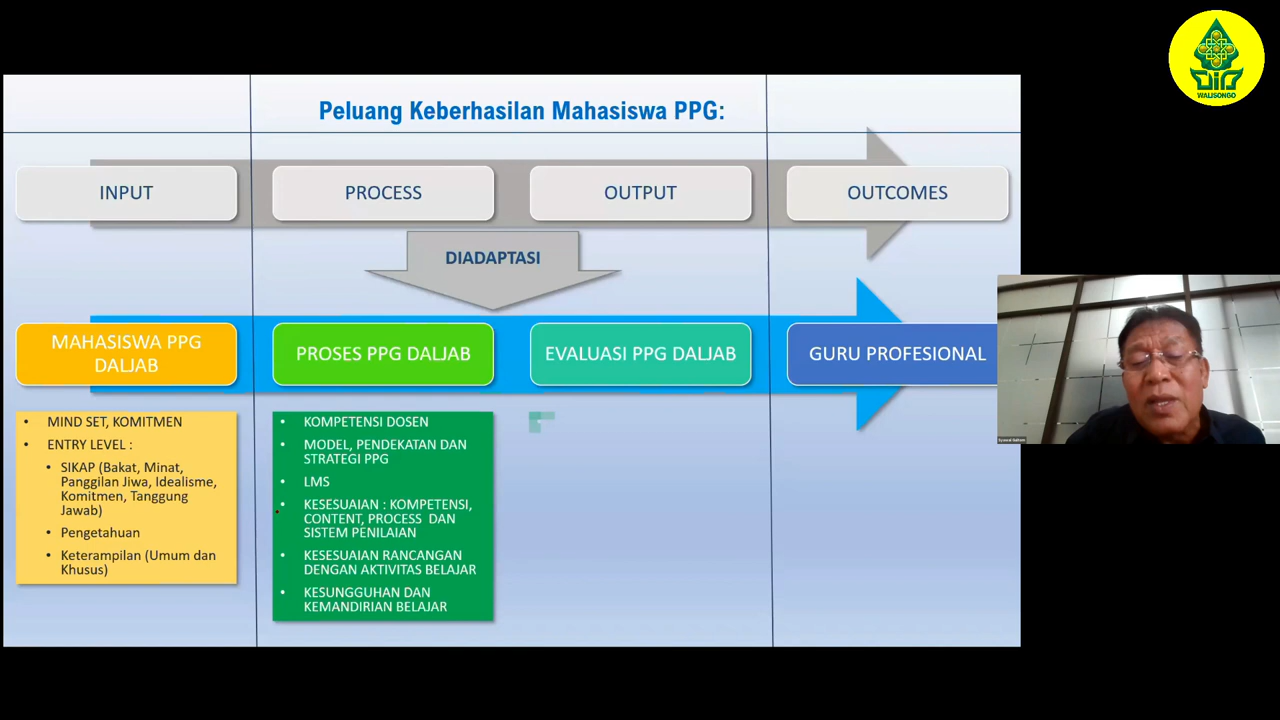 WALISONGO
Peluang Keberhasilan Mahasiswa PPG:
INPUT
PROCESS
OUTPUT
OUTCOMES
DIADAPTASI
MAHASISWA PPG
DALJAB
PROSES PPG DALJAB
EVALUASI PPG DALJAB
GURU PROFESIONAL
• MIND SET, KOMITMEN
• ENTRY LEVEL :
• SIKAP (Bakat, Minat,
Panggilan Jiwa, Idealisme,
Komitmen, Tanggung
Jawab)
• Pengetahuan
• Keterampilan (Umum dan
Khusus)
• KOMPETENSI DOSEN
• MODEL, PENDEKATAN DAN
STRATEGI PPG
• LMS
• KESESUAIAN : KOMPETENSI,
CONTENT, PROCESS DAN
SISTEM PENILAIAN
• KESESUAIAN RANCANGAN
DENGAN AKTIVITAS BELAJAR
• KESUNGGUHAN DAN
KEMANDIRIAN BELAJAR